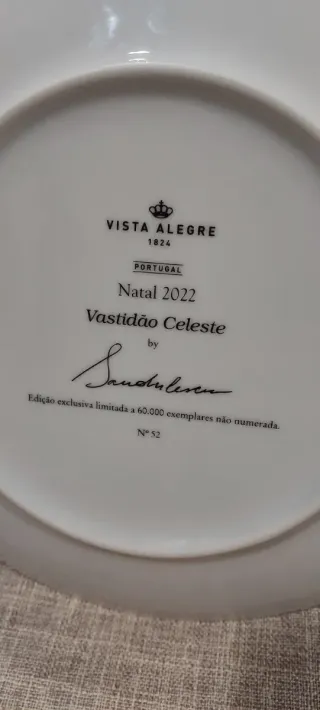 VISTA ALEGRE
1824
PORTUGAL
Natal 2022
Vastidão Celeste
by
Edição exclusiva limitada a 60.000 exemplares não numerada.
Nº 52